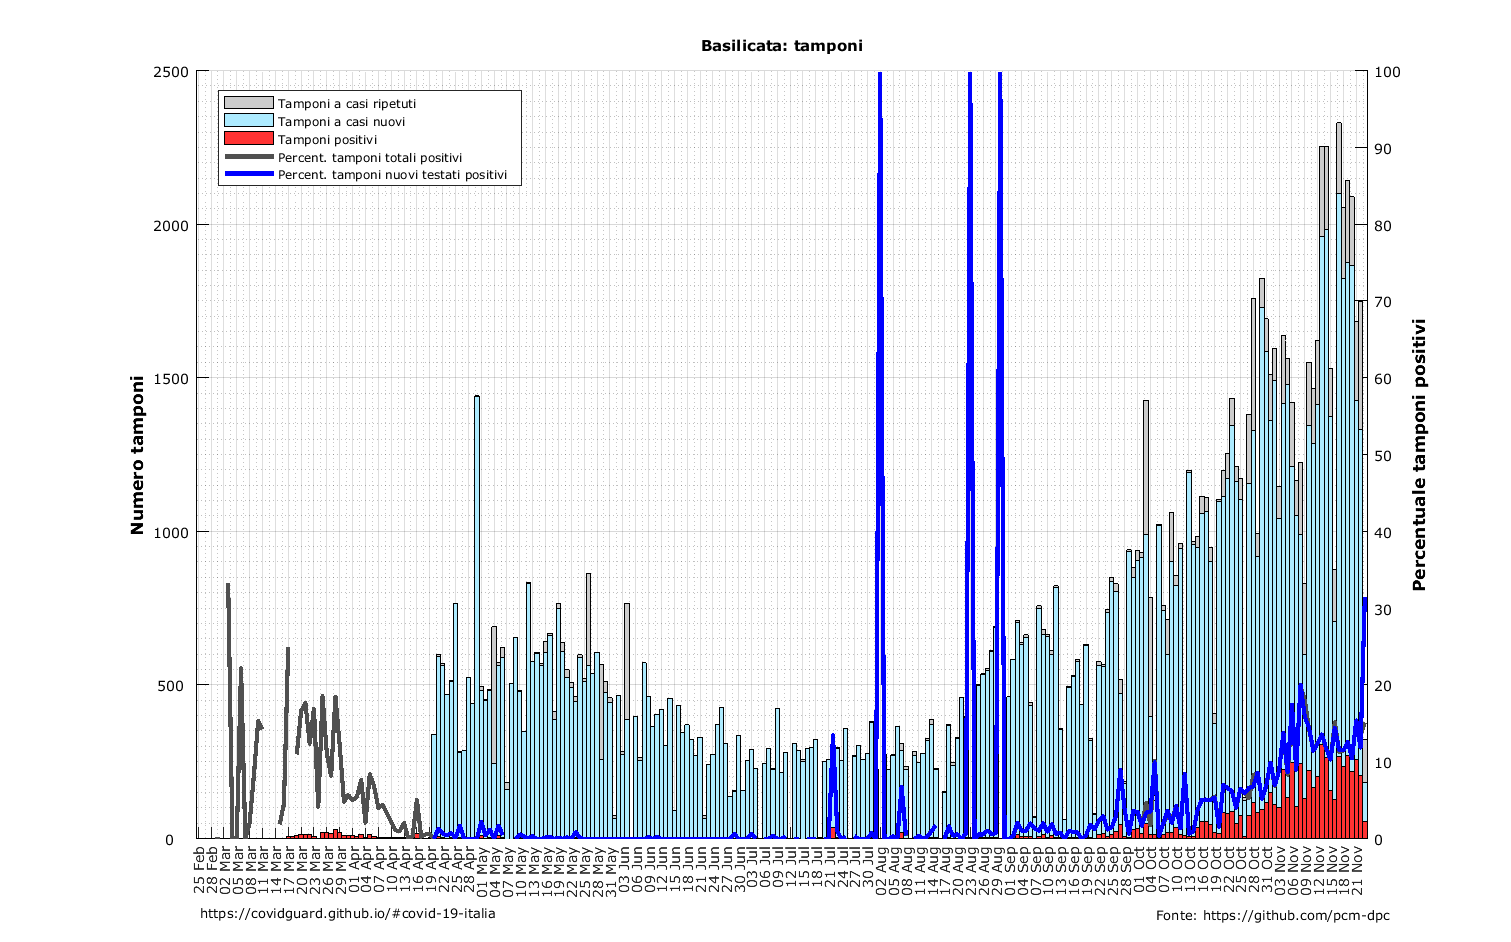 Basilicata: tamponi
2500
2000
1500
1000
500
0
100
90
80
70
60
50
40
30
20
10
0
Tamponi a casi ripetuti
Tamponi a casi nuovi
Tamponi positivi
Percent. tamponi totali positivi
Percent. tamponi nuovi testati positivi
Numero tamponi
Percentuale tamponi positivi
25 Feb
28 Feb
02 Mar
05 Mar
08 Mar
11 Mar
14 Mar
17 Mar
20 Mar
23 Mar
26 Mar
29 Mar
01 Apr
04 Apr
07 Apr
10 Apr
13 Apr
16 Apr
19 Apr
22 Apr
25 Apr
28 Apr
01 May
04 May
07 May
10 May
13 May
16 May
19 May
22 May
25 May
28 May
31 May
03 Jun
06 Jun
09 Jun
12 Jun
15 Jun
18 Jun
21 Jun
24 Jun
27 Jun
30 Jun
03 Jul
06 Jul
09 Jul
12 Jul
15 Jul
18 Jul
21 Jul
24 Jul
27 Jul
30 Jul
02 Aug
05 Aug
08 Aug
11 Aug
14 Aug
17 Aug
20 Aug
23 Aug
26 Aug
29 Aug
01 Sep
04 Sep
07 Sep
10 Sep
13 Sep
16 Sep
19 Sep
22 Sep
25 Sep
28 Sep
01 Oct
04 Oct
07 Oct
10 Oct
13 Oct
16 Oct
19 Oct
22 Oct
25 Oct
28 Oct
31 Oct
03 Nov
06 Nov
09 Nov
12 Nov
15 Nov
18 Nov
21 Nov
https://covidguard.github.io/#covid-19-italia
Fonte: https://github.com/pcm-dpc